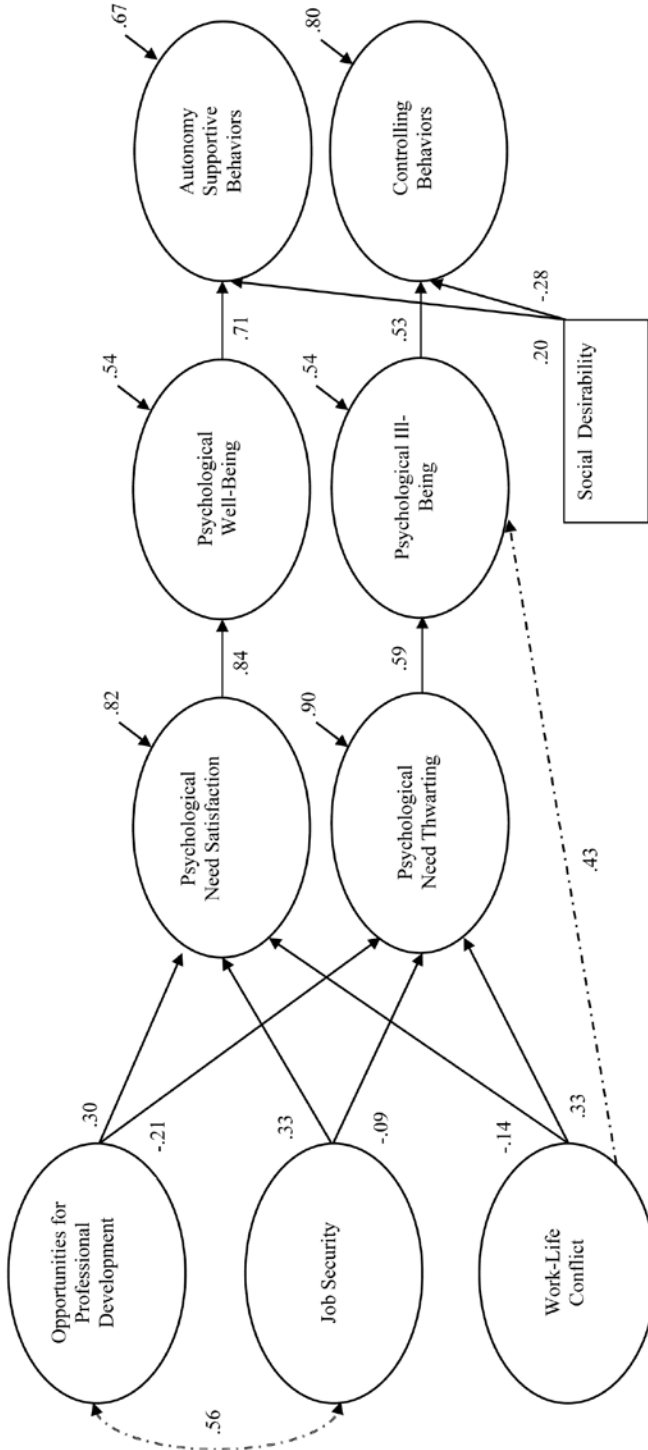 Opportunities for
Professional
Development
.30
-.21
.56
Job Security
.33
-.09
Work-Life
Conflict
-.14
.33
.43
Psychological
Need Satisfaction
.82
.84
Psychological
Need Thwarting
.90
.59
Psychological
Well-Being
.54
.71
Psychological Ill-
Being
.54
.53
Social Desirability
.20
-.28
Autonomy
Supportive
Behaviors
.67
Controlling
Behaviors
.80